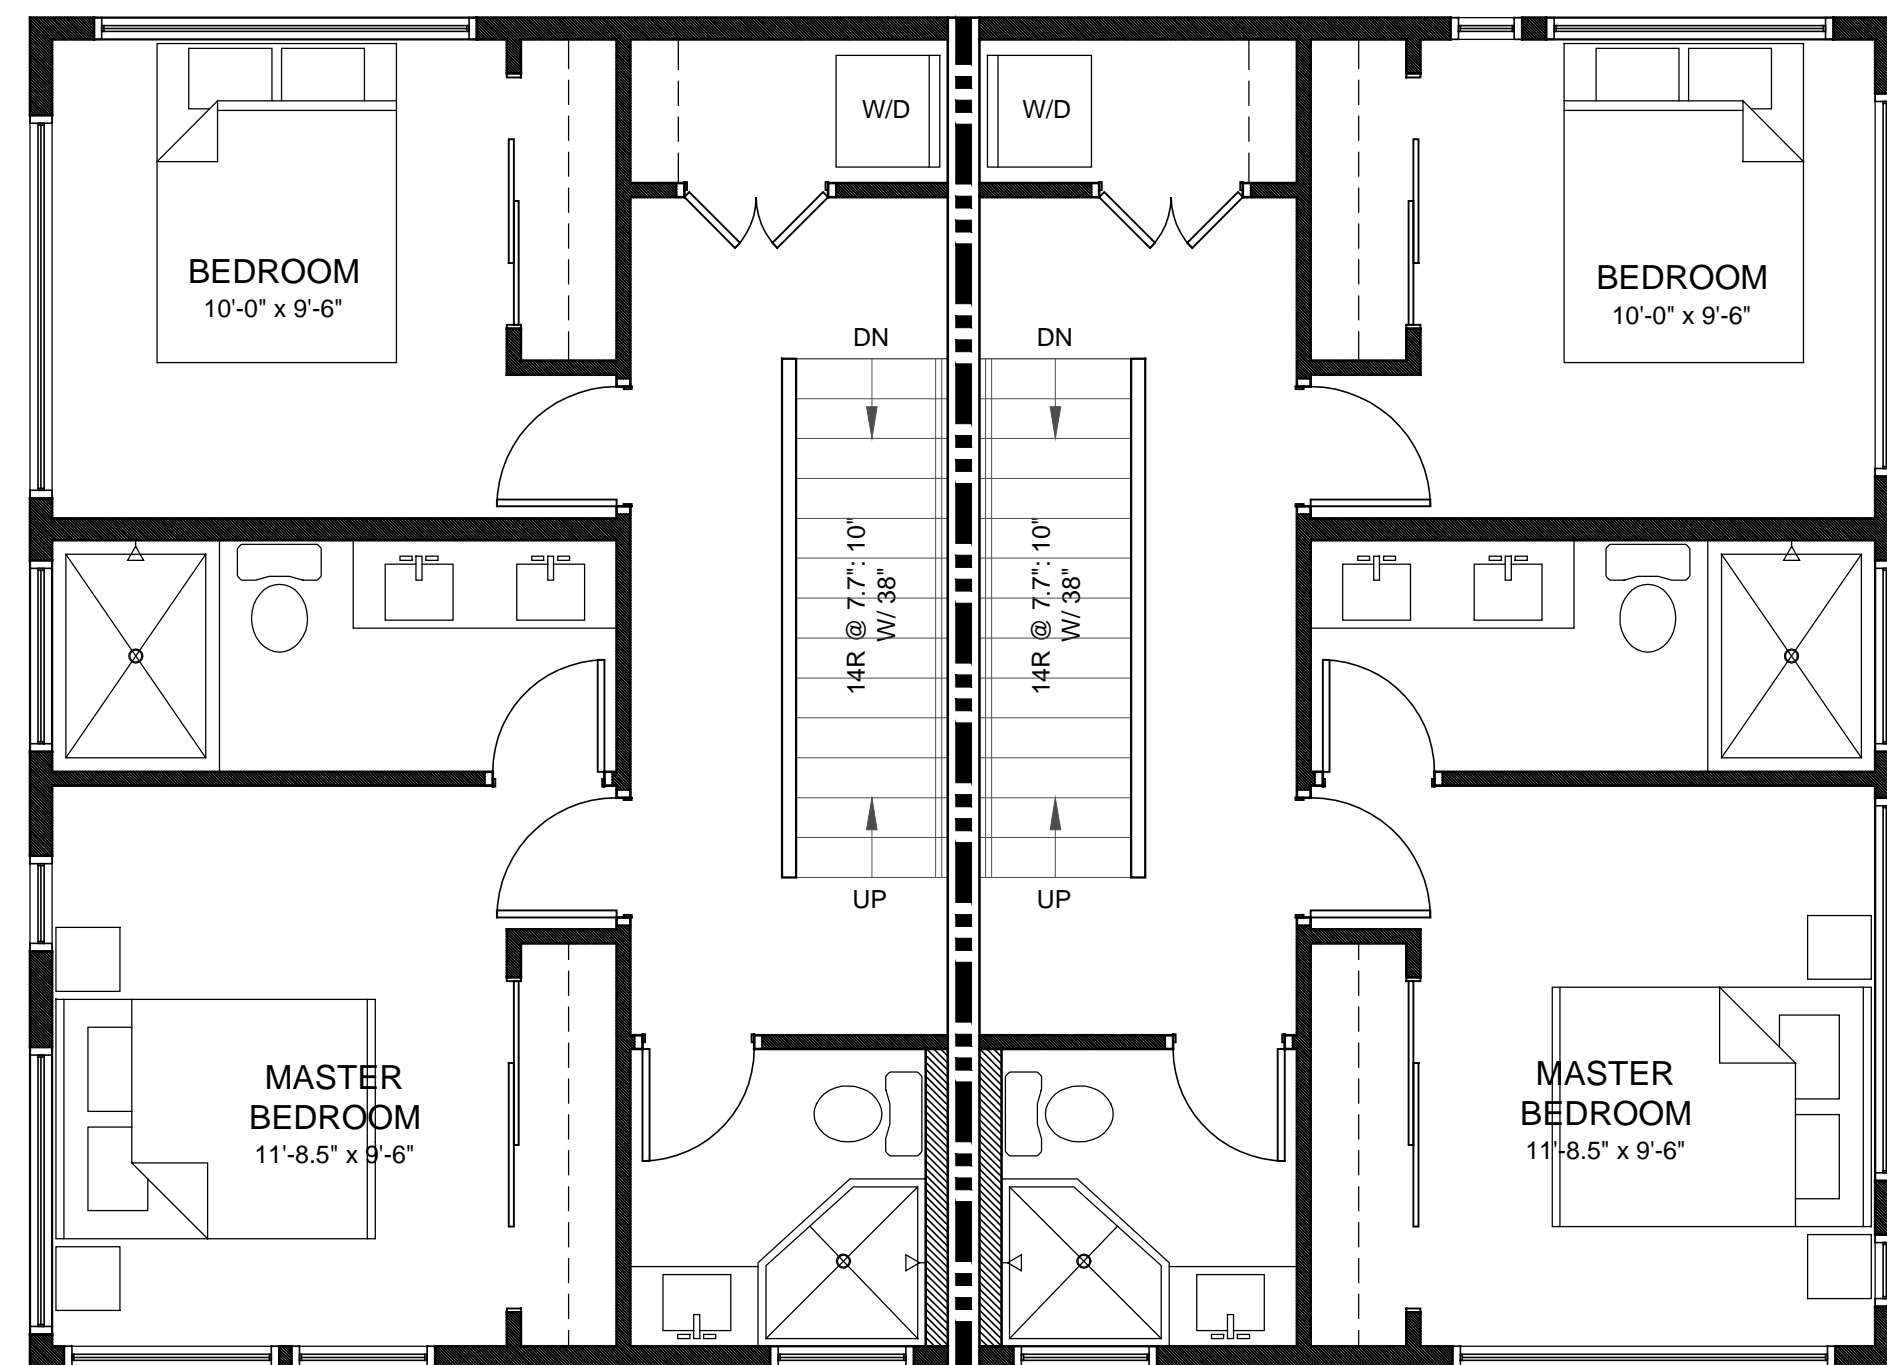 W/D
W/D
BEDROOM
10'-0" x 9'-6"
BEDROOM
10'-0" x 9'-6"
DN
DN
14R @ 7.7": 10"
W/ 38"
14R @ 7.7": 10"
W/ 38"
UP
UP
MASTER
BEDROOM
11'-8.5" x 9'-6"
MASTER
BEDROOM
11'-8.5" x 9'-6"